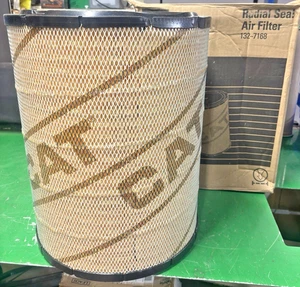 Radial Seal
Air Filter
132-7168
CAT
CAT